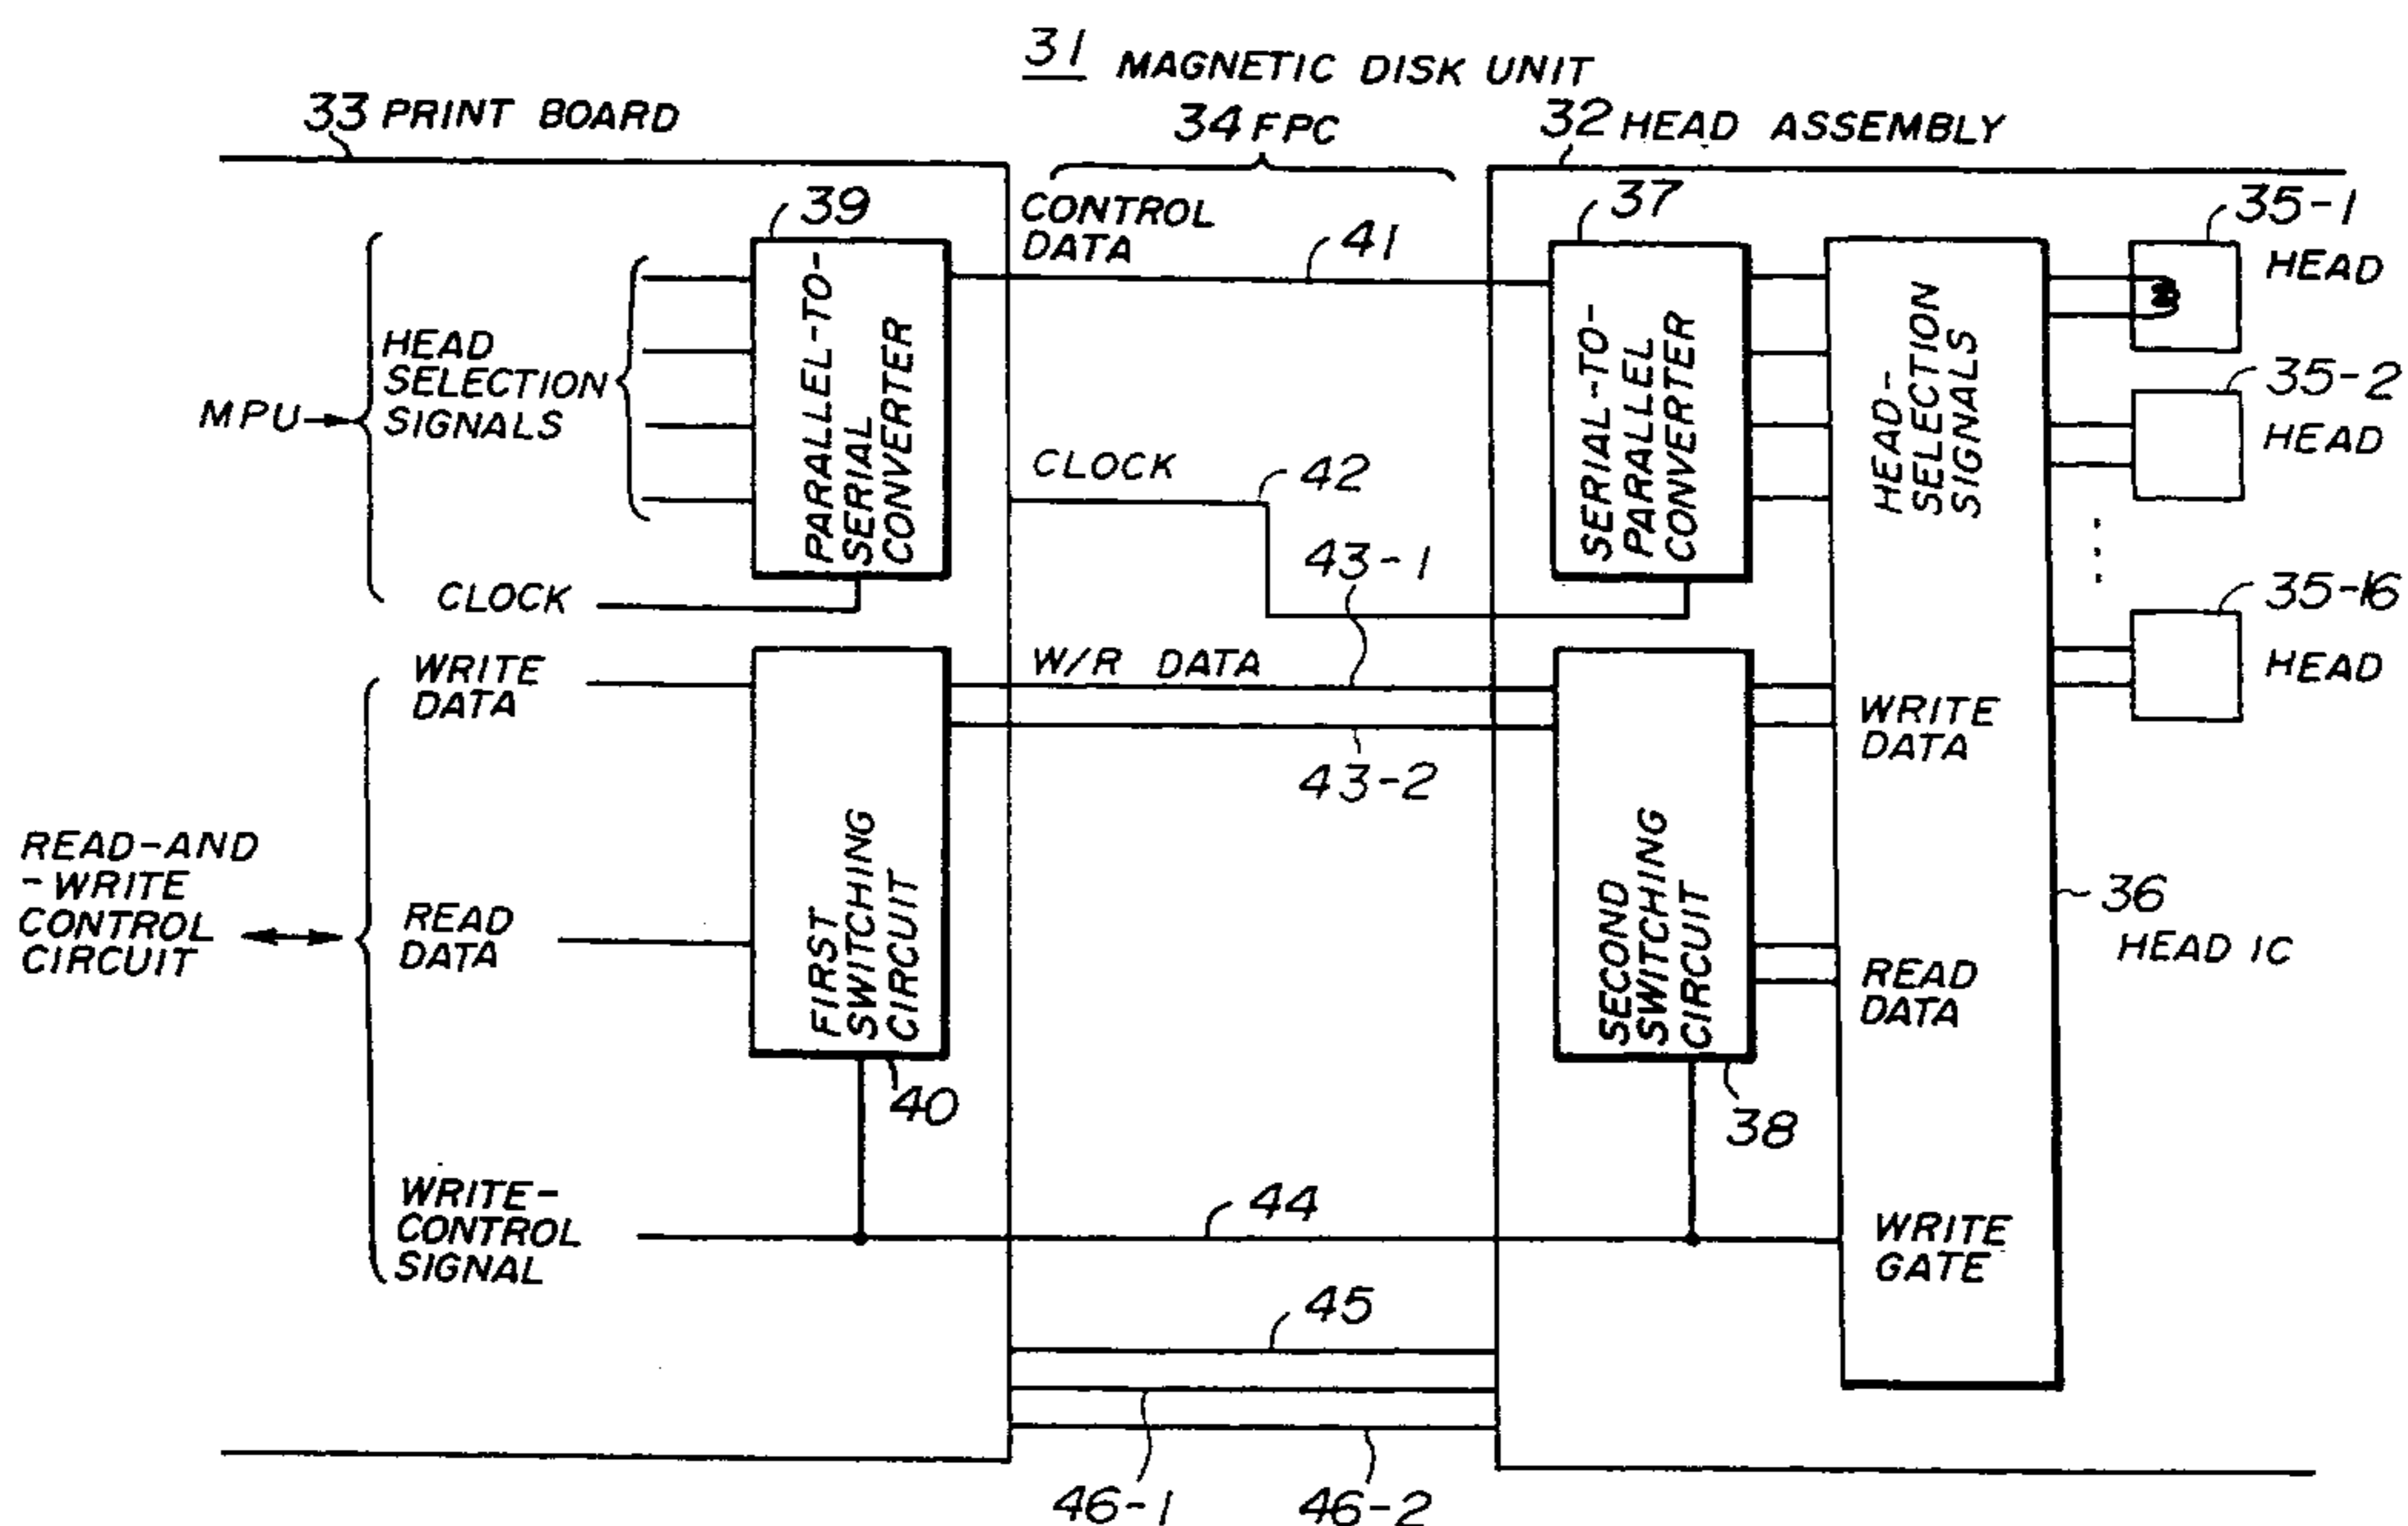 31 MAGNETIC DISK UNIT
33 PRINT BOARD
34 FPC
32 HEAD ASSEMBLY
39
CONTROL
DATA
41
37
35-1
HEAD
HEAD
SELECTION
SIGNALS
MPU
PARALLEL-TO-
SERIAL
CONVERTER
SERIAL-TO-
PARALLEL
CONVERTER
HEAD-
SELECTION
SIGNALS
35-2
HEAD
CLOCK
42
43-1
35-16
HEAD
CLOCK
WRITE
DATA
W/R DATA
43-2
WRITE
DATA
READ-AND
-WRITE
CONTROL
CIRCUIT
READ
DATA
FIRST
SWITCHING
CIRCUIT
SECOND
SWITCHING
CIRCUIT
READ
DATA
36
HEAD IC
40
38
WRITE-
CONTROL
SIGNAL
44
WRITE
GATE
45
46-1
46-2